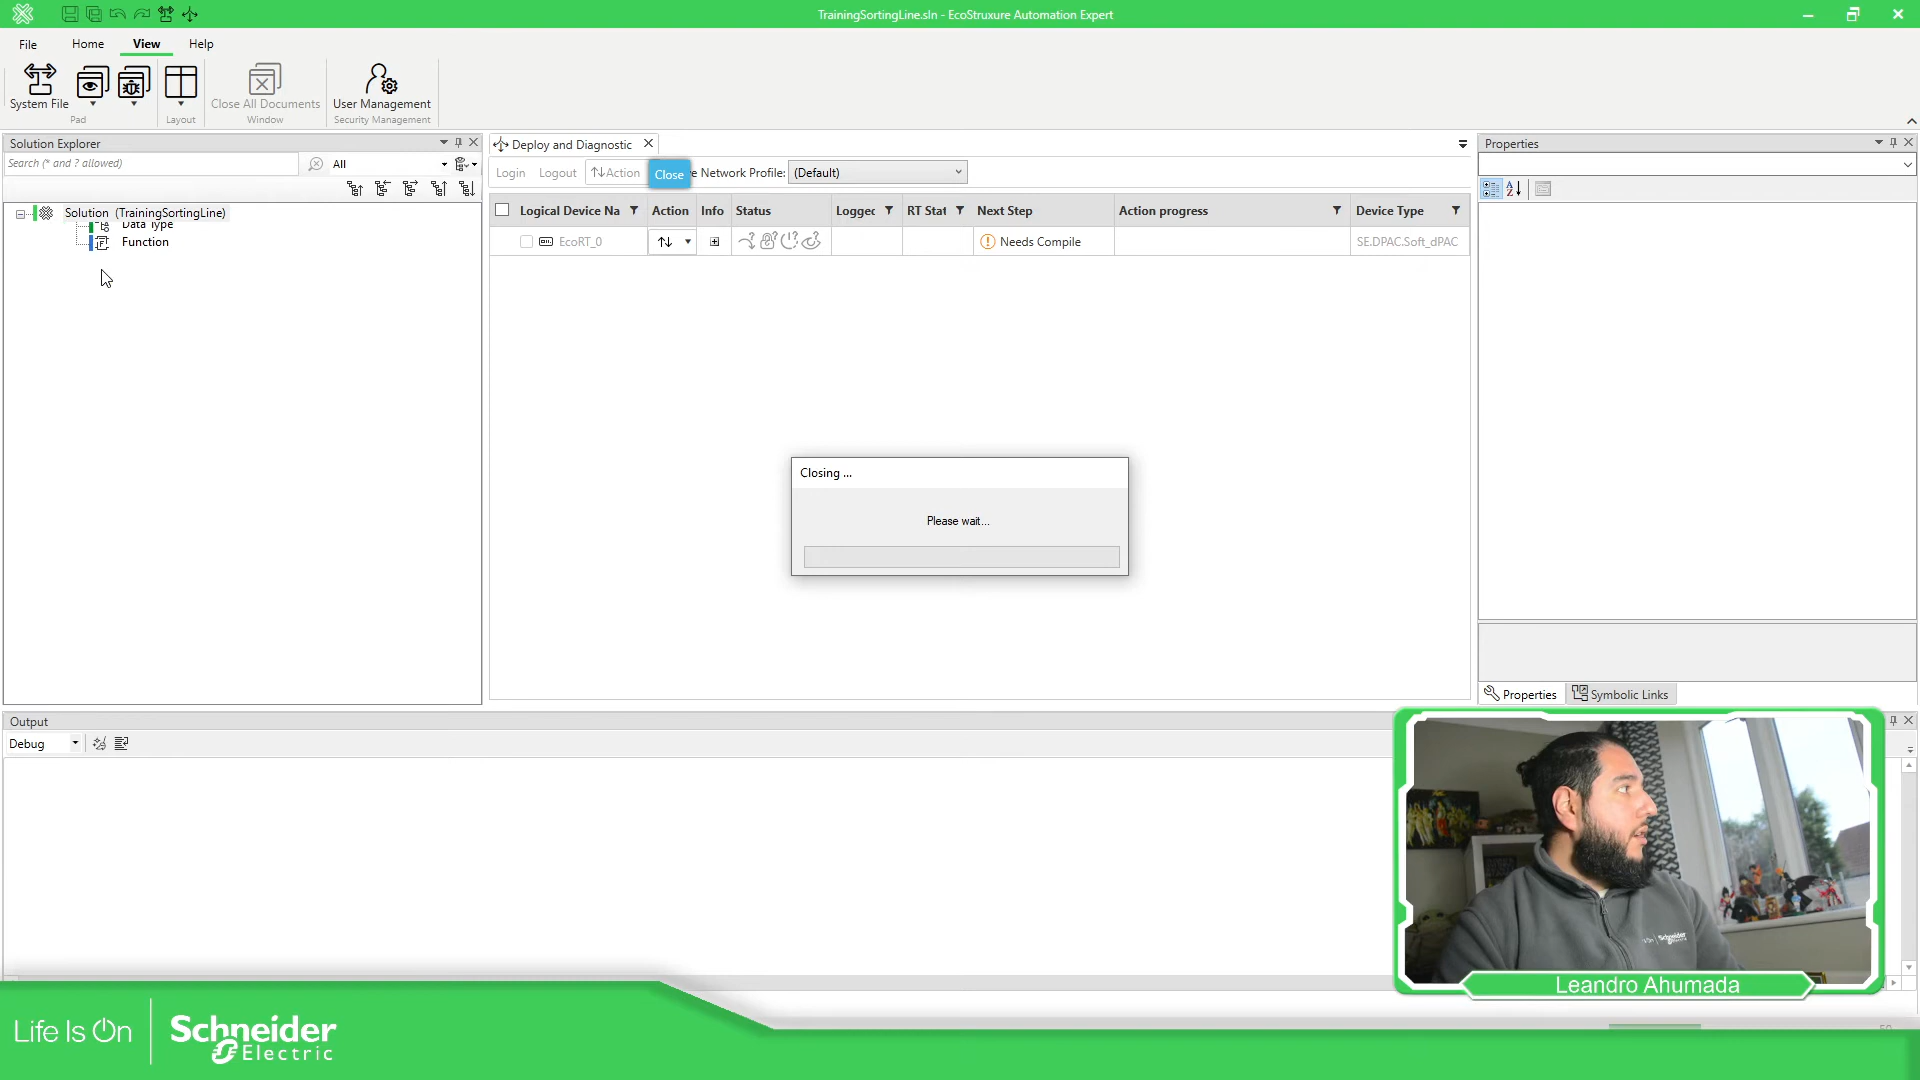 TrainingSortingLine.sln - EcoStruxure Automation Expert
File
Home
View
Help
System File
Close All Documents
User Management
Pad
Layout
Window
Security Management
Solution Explorer
Search (* and ? allowed)
All
Solution (TrainingSortingLine)
Data Type
Function
Deploy and Diagnostic
Login
Logout
Action
Close
Network Profile:
(Default)
Logical Device Na
Action
Info
Status
Logged
RT Stat
Next Step
Action progress
Device Type
EcoRT_0
Needs Compile
SE.DPAC.Soft_dPAC
Closing ...
Please wait...
Properties
Properties
Symbolic Links
Output
Debug
Schneider
Leandro Ahumada
Life Is On
Schneider
Electric